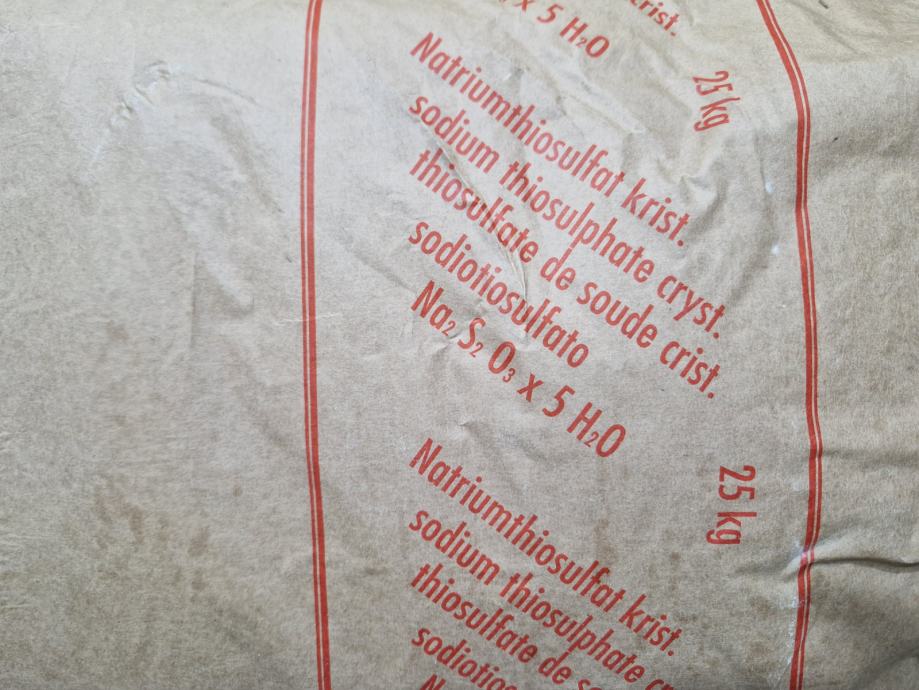 crist.
x 5 H₂O
25 kg
Natriumthiosulfat krist.
sodium thiosulphate cryst.
thiosulfate de soude crist.
sodiotiosulfato
Na₂ S₂ O₃ x 5 H₂O
25 kg
Natriumthiosulfat krist.
sodium thiosulphate
thiosulfate de